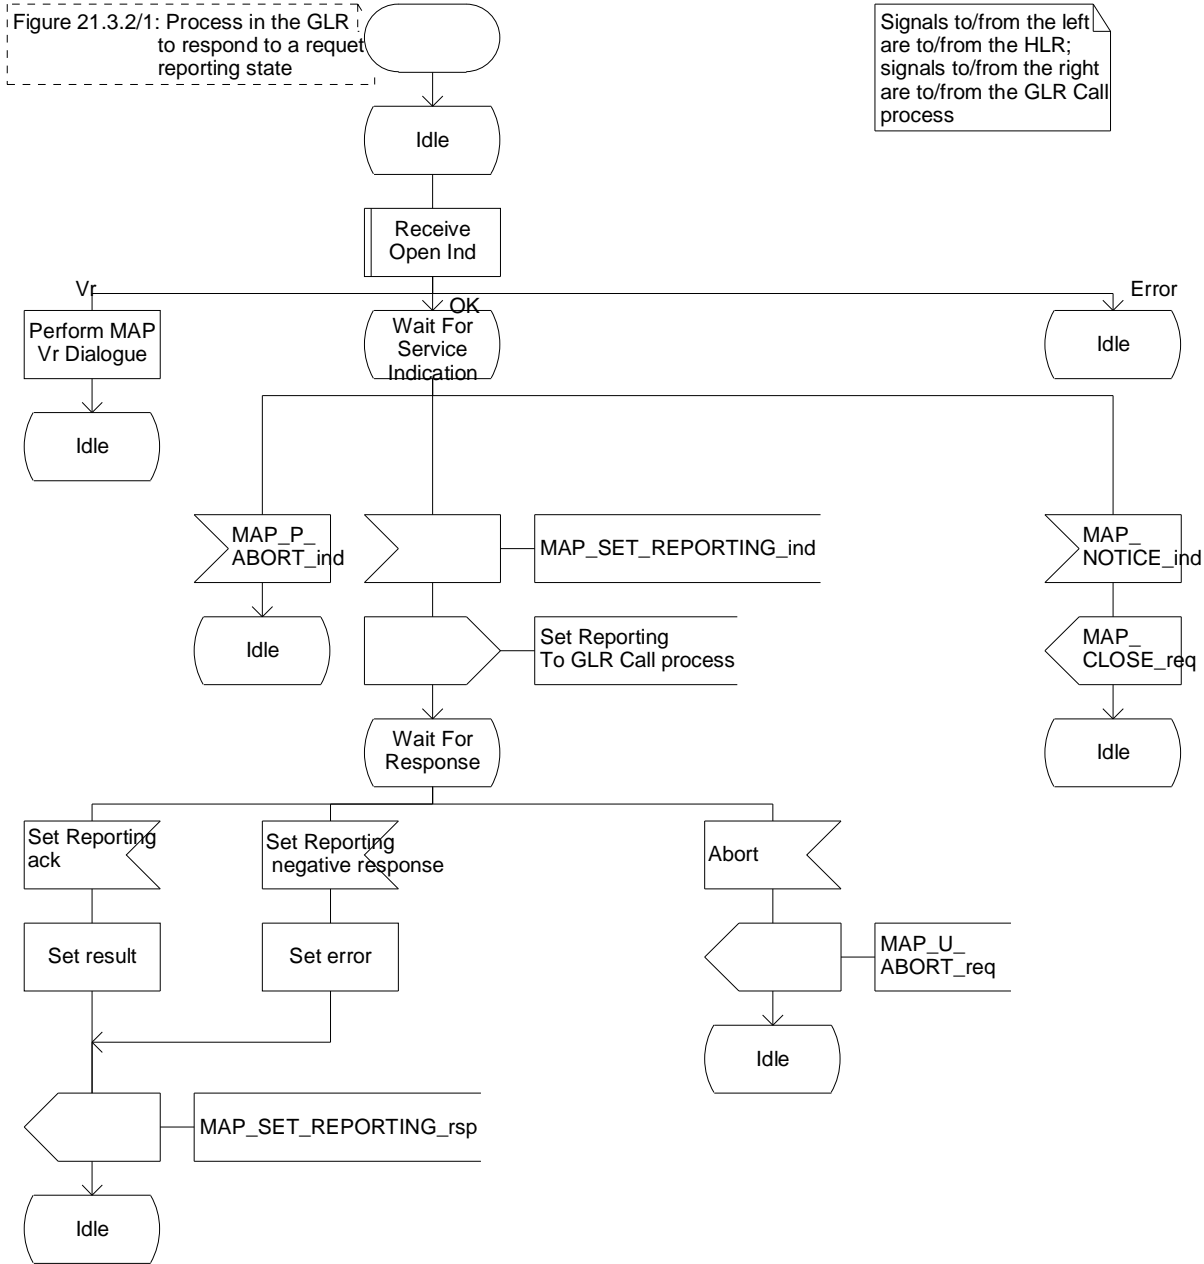 Figure 21.3.2/1: Process in the GLR
to respond to a requet
reporting state
Signals to/from the left
are to/from the HLR;
signals to/from the right
are to/from the GLR Call
process
Idle
Receive
Open Ind
Vr
OK
Error
Perform MAP
Vr Dialogue
Wait For
Service
Indication
Idle
Idle
MAP_P_
ABORT_ind
MAP_SET_REPORTING_ind
MAP_
NOTICE_ind
Idle
Set Reporting
To GLR Call process
MAP_
CLOSE_req
Wait For
Response
Idle
Set Reporting
ack
Set Reporting
negative response
Abort
Set result
Set error
MAP_U_
ABORT_req
Idle
MAP_SET_REPORTING_rsp
Idle